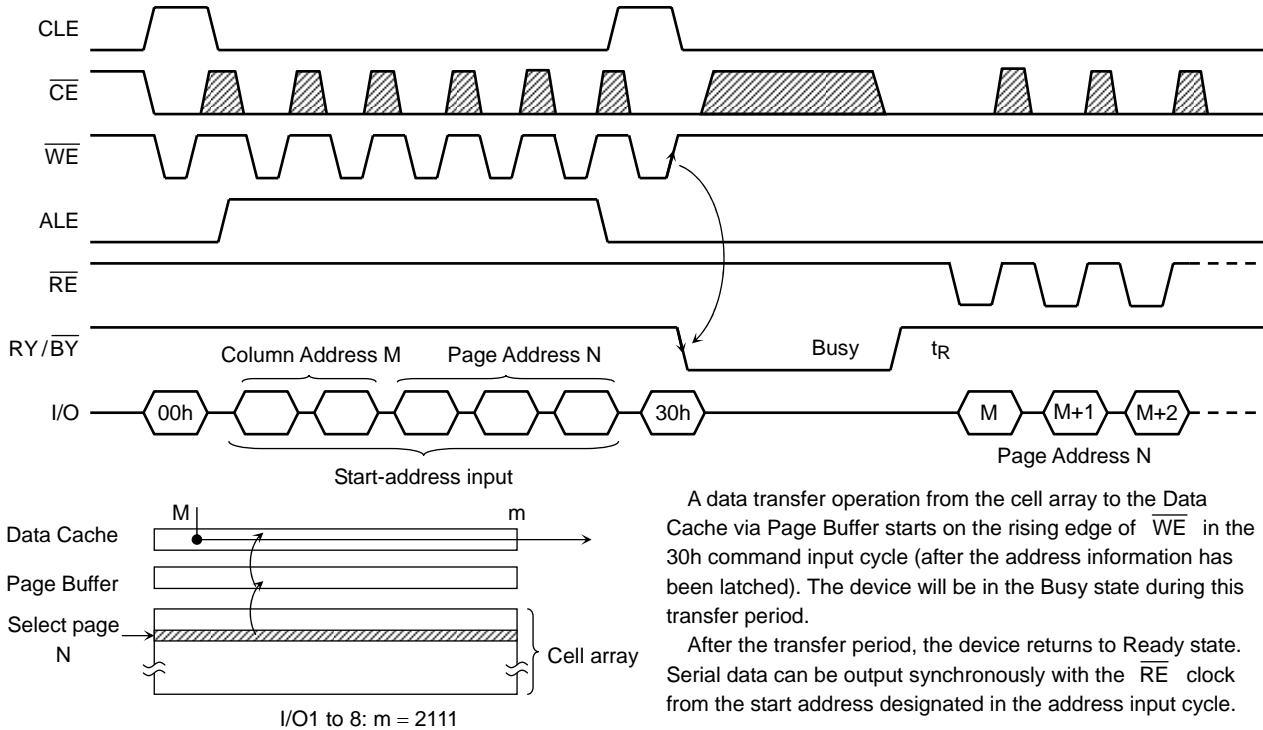 CLE
CE
WE
ALE
RE
RY/BY
Busy tR
Column Address M Page Address N
I/O 00h 30h M M+1 M+2
Start-address input
Page Address N
M m
Data Cache
Page Buffer
Select page
N
Cell array
I/O1 to 8: m = 2111
A data transfer operation from the cell array to the Data
Cache via Page Buffer starts on the rising edge of WE in the
30h command input cycle (after the address information has
been latched). The device will be in the Busy state during this
transfer period.
After the transfer period, the device returns to Ready state.
Serial data can be output synchronously with the RE clock
from the start address designated in the address input cycle.